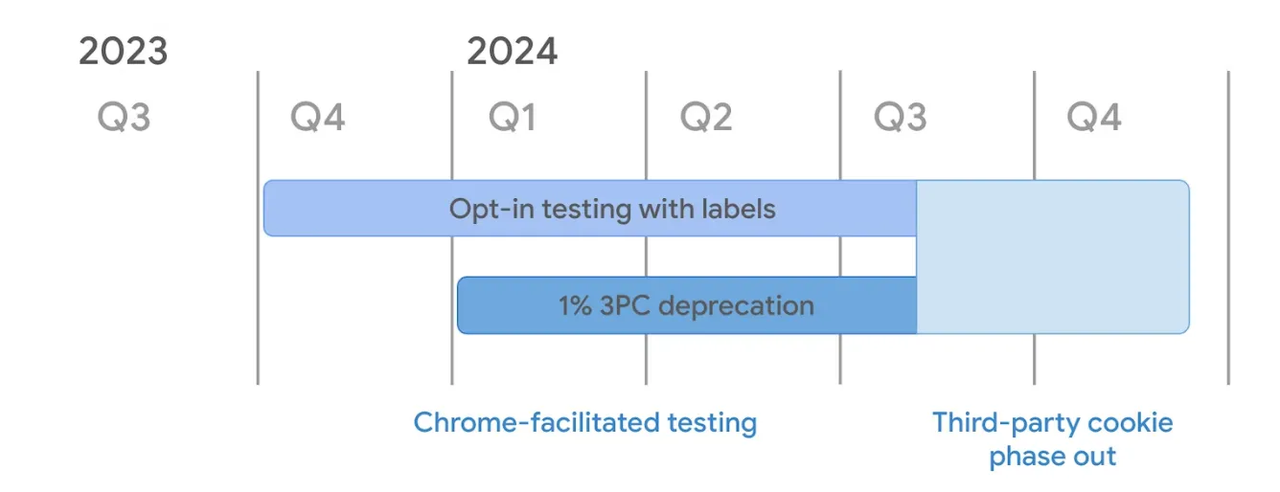 2023
2024
Q3
Q4
Q1
Q2
Q3
Q4
Opt-in testing with labels
1% 3PC deprecation
Chrome-facilitated testing
Third-party cookie
phase out